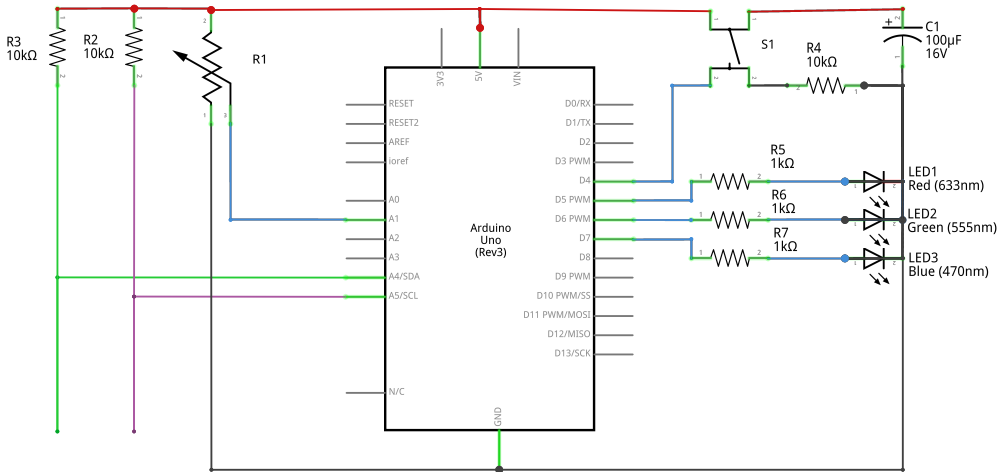 R3
10kΩ
R2
10kΩ
R1
3V3
5V
VIN
S1
R4
10kΩ
C1
100µF
16V
RESET
RESET2
AREF
ioref
A0
A1
A2
A3
A4/SDA
A5/SCL
N/C
Arduino
Uno
(Rev3)
GND
D0/RX
D1/TX
D2
D3 PWM
D4
D5 PWM
D6 PWM
D7
D8
D9 PWM
D10 PWM/SS
D11 PWM/MOSI
D12/MISO
D13/SCK
R5
1kΩ
R6
1kΩ
R7
1kΩ
LED1
Red (633nm)
LED2
Green (555nm)
LED3
Blue (470nm)